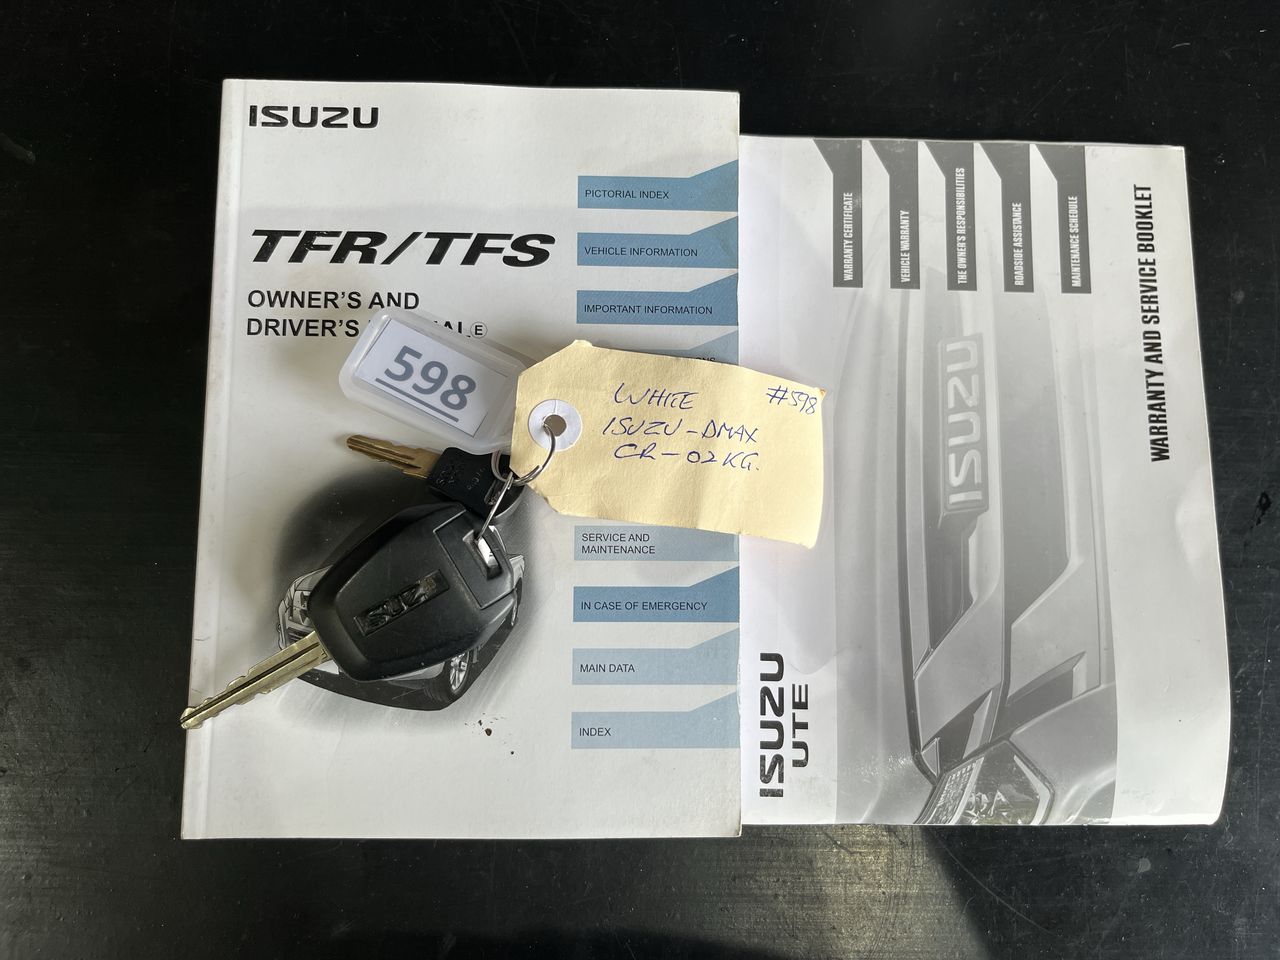 ISUZU
TFR/TFS
OWNER'S AND
DRIVER'S
PICTORIAL INDEX
VEHICLE INFORMATION
IMPORTANT INFORMATION
SERVICE AND
MAINTENANCE
IN CASE OF EMERGENCY
MAIN DATA
INDEX
598
WHITE #598
ISUZU-DMAX
CR-02KG.
ISUZU
WARRANTY CERTIFICATE
VEHICLE WARRANTY
THE OWNER'S RESPONSIBILITIES
ROADSIDE ASSISTANCE
MAINTENANCE SCHEDULE
WARRANTY AND SERVICE BOOKLET
ISUZU
ISUZU
UTE